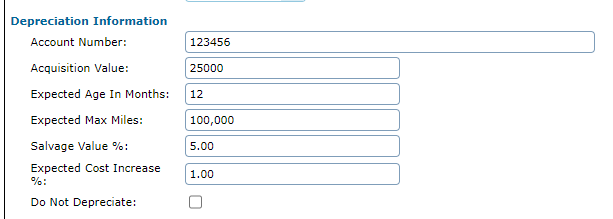 Depreciation Information
Account Number: 123456
Acquisition Value: 25000
Expected Age In Months: 12
Expected Max Miles: 100,000
Salvage Value %: 5.00
Expected Cost Increase
%: 1.00
Do Not Depreciate: